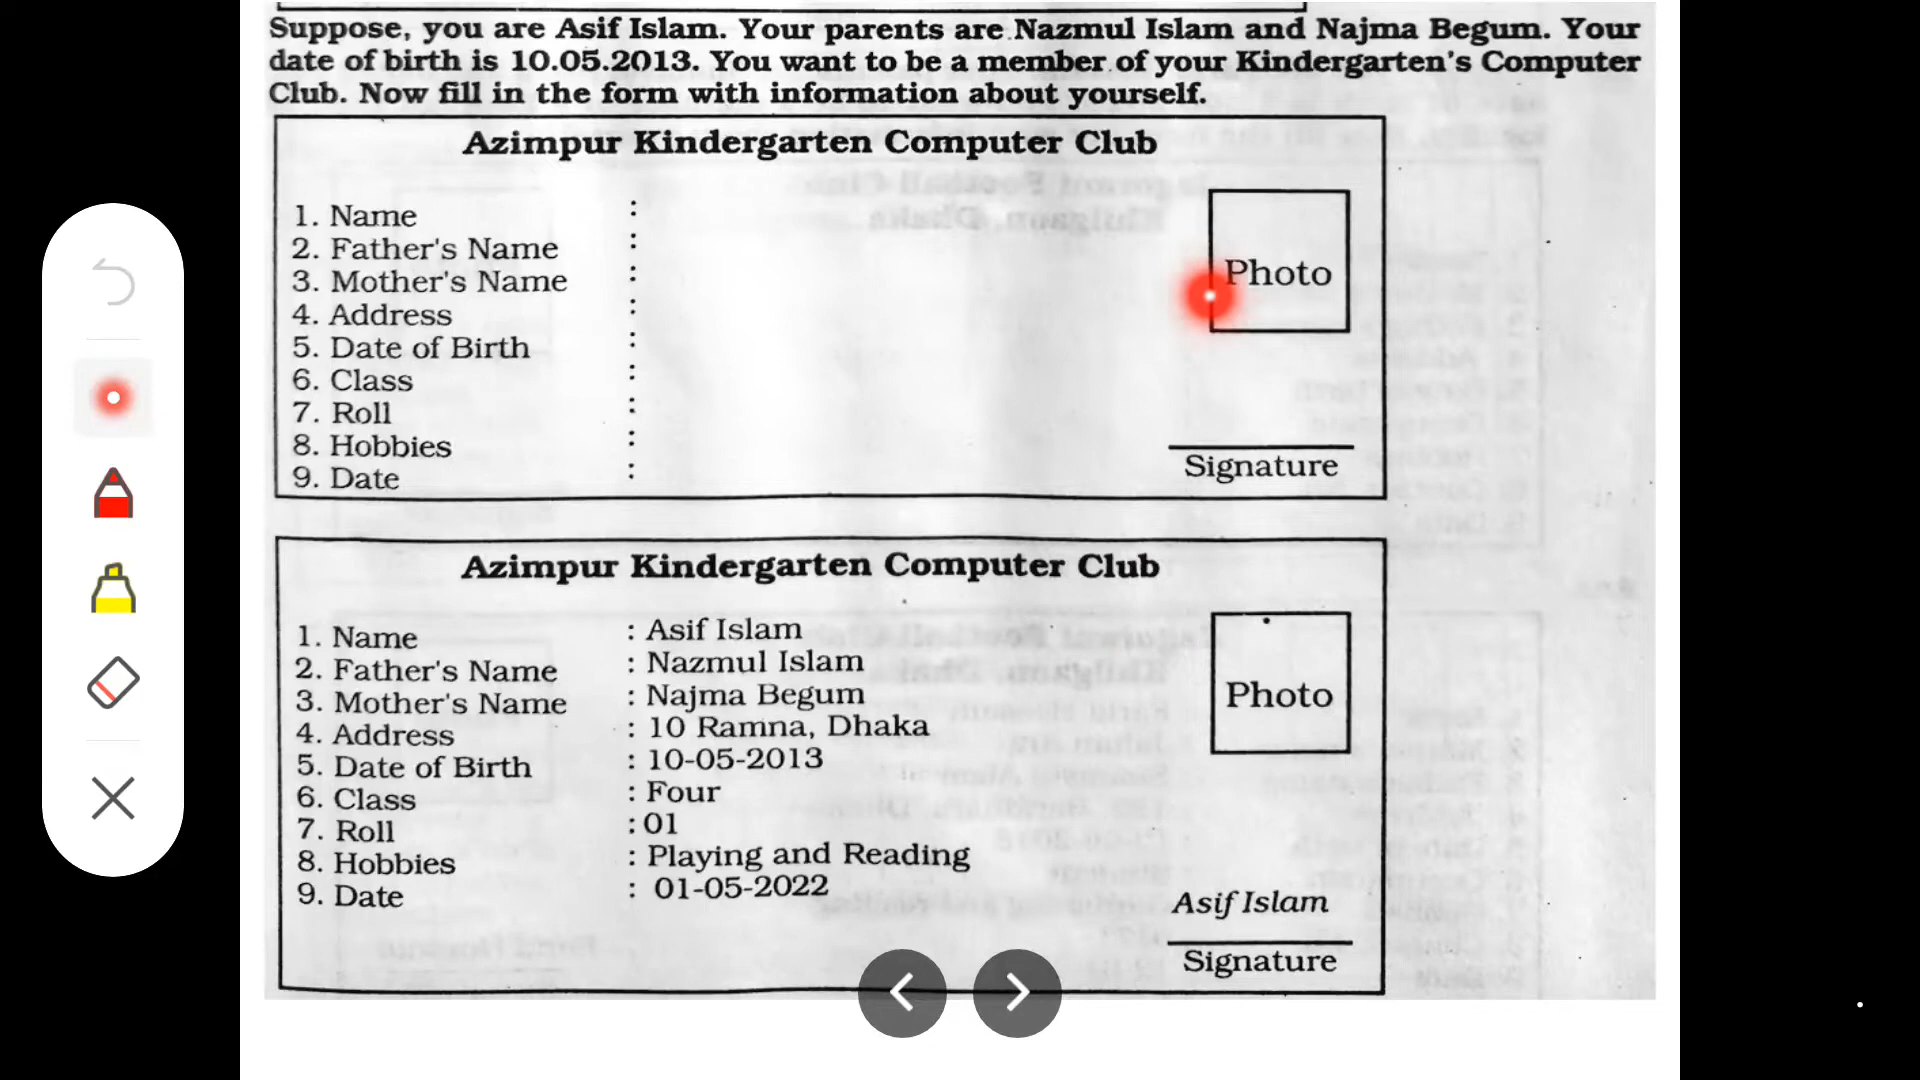 Suppose, you are Asif Islam. Your parents are Nazmul Islam and Najma Begum. Your
date of birth is 10.05.2013. You want to be a member of your Kindergarten's Computer
Club. Now fill in the form with information about yourself.
Azimpur Kindergarten Computer Club
1. Name :
2. Father's Name :
3. Mother's Name :
4. Address :
5. Date of Birth :
6. Class :
7. Roll :
8. Hobbies :
9. Date :
Photo
Signature
Azimpur Kindergarten Computer Club
1. Name : Asif Islam
2. Father's Name : Nazmul Islam
3. Mother's Name : Najma Begum
4. Address : 10 Ramna, Dhaka
5. Date of Birth : 10-05-2013
6. Class : Four
7. Roll : 01
8. Hobbies : Playing and Reading
9. Date : 01-05-2022
Photo
Asif Islam
Signature